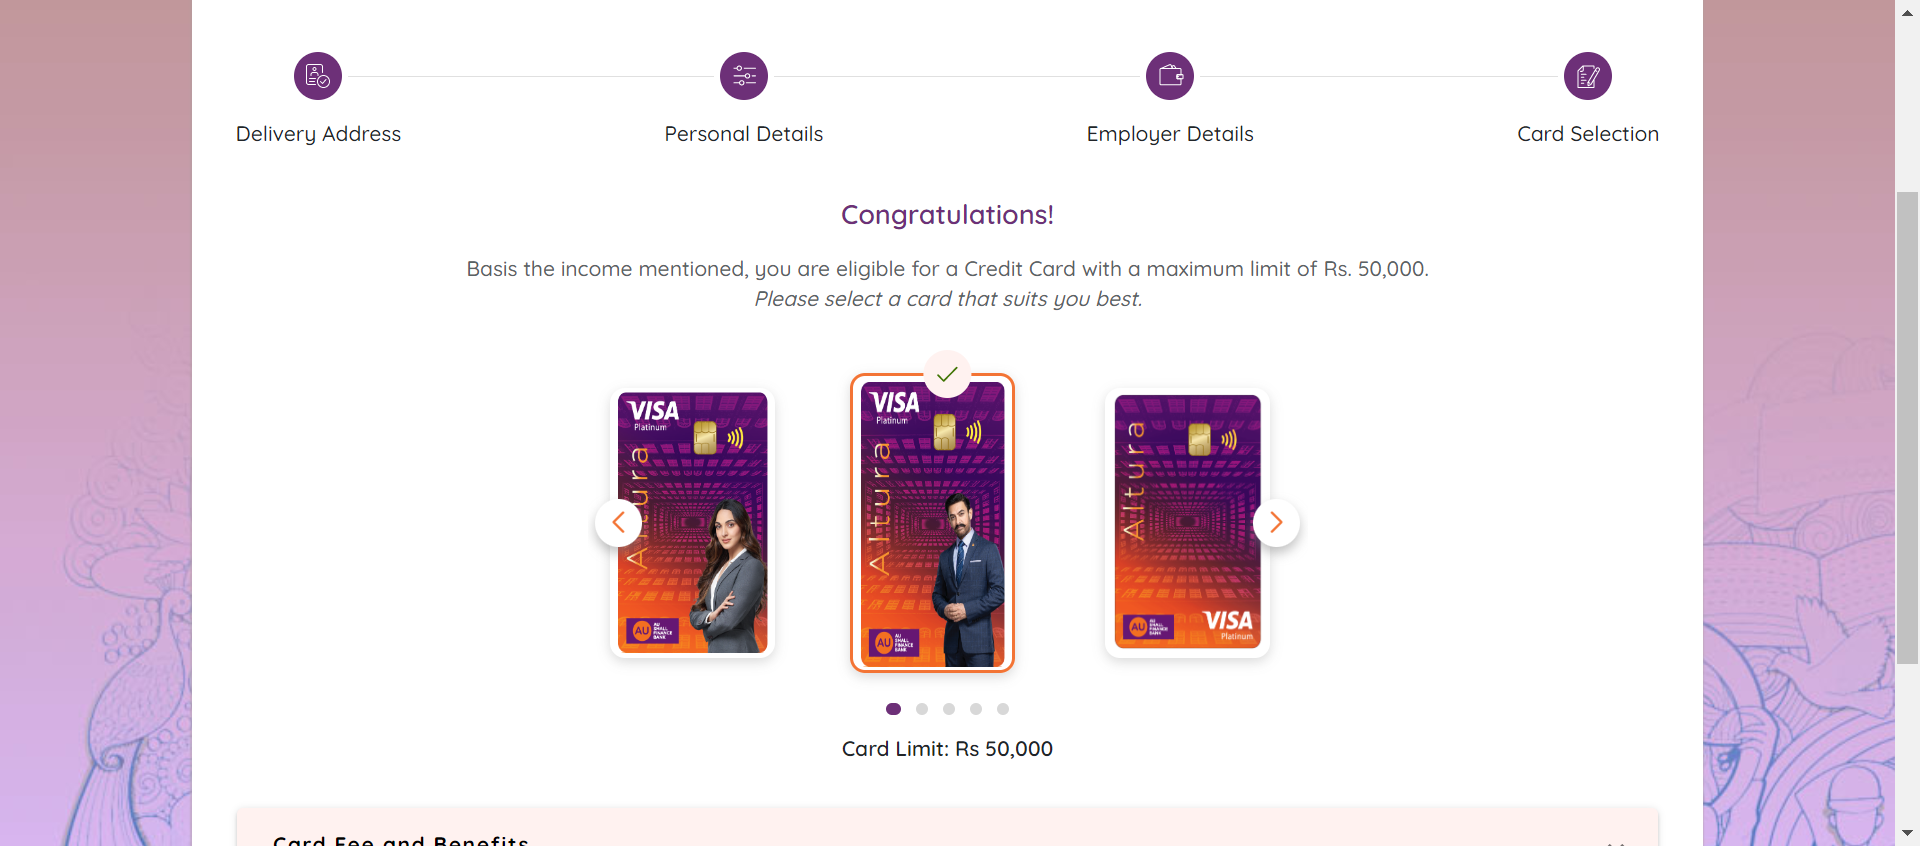 Delivery Address
Personal Details
Employer Details
Card Selection
Congratulations!
Basis the income mentioned, you are eligible for a Credit Card with a maximum limit of Rs. 50,000.
Please select a card that suits you best.
VISA
Platinum
Altura
AU
AU
SMALL
FINANCE
BANK
VISA
Platinum
Altura
AU
AU
SMALL
FINANCE
BANK
Altura
AU
AU
SMALL
FINANCE
BANK
VISA
Platinum
Card Limit: Rs 50,000
Card Fee and Benefits